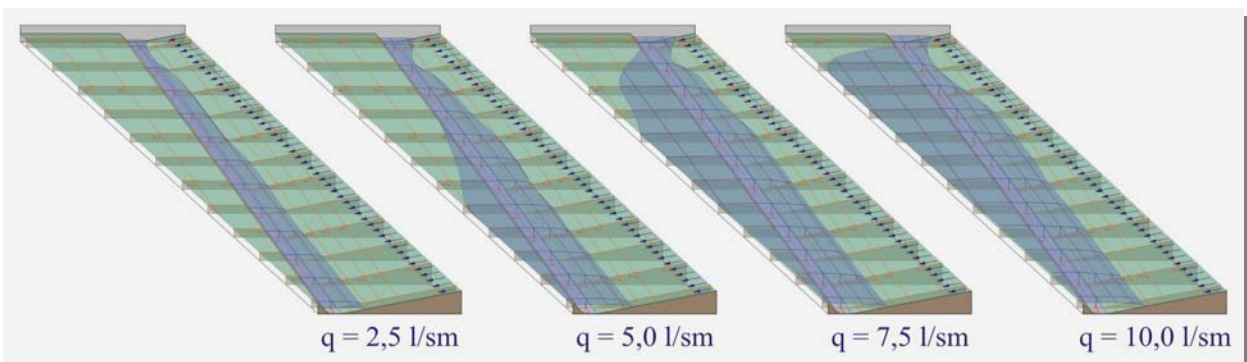 q = 2,5 l/sm
q = 5,0 l/sm
q = 7,5 l/sm
q = 10,0 l/sm